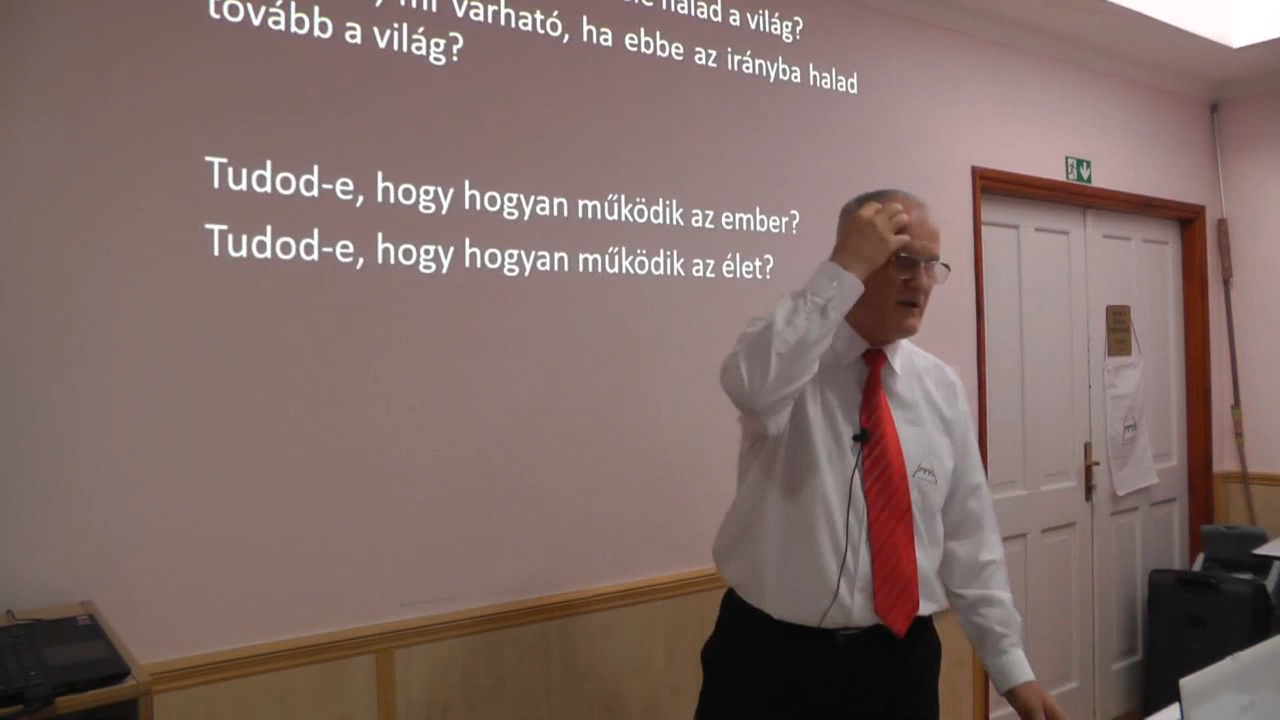 halad a világ?
mi várható, ha ebbe az irányba halad
tovább a világ?
Tudod-e, hogy hogyan működik az ember?
Tudod-e, hogy hogyan működik az élet?